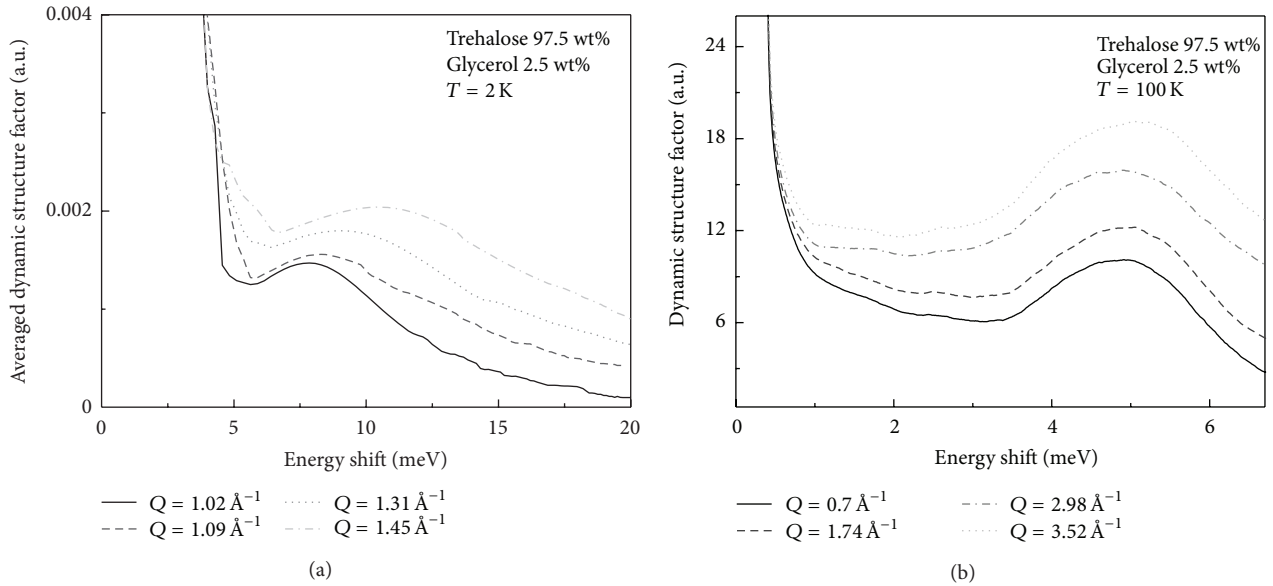 Averaged dynamic structure factor (a.u.)
0.004
0.002
0
Trehalose 97.5 wt%
Glycerol 2.5 wt%
T = 2 K
0 5 10 15 20
Energy shift (meV)
Q = 1.02 Å⁻¹ Q = 1.31 Å⁻¹
Q = 1.09 Å⁻¹ Q = 1.45 Å⁻¹
(a)
Dynamic structure factor (a.u.)
24
18
12
6
Trehalose 97.5 wt%
Glycerol 2.5 wt%
T = 100 K
0 2 4 6
Energy shift (meV)
Q = 0.7 Å⁻¹ Q = 2.98 Å⁻¹
Q = 1.74 Å⁻¹ Q = 3.52 Å⁻¹
(b)